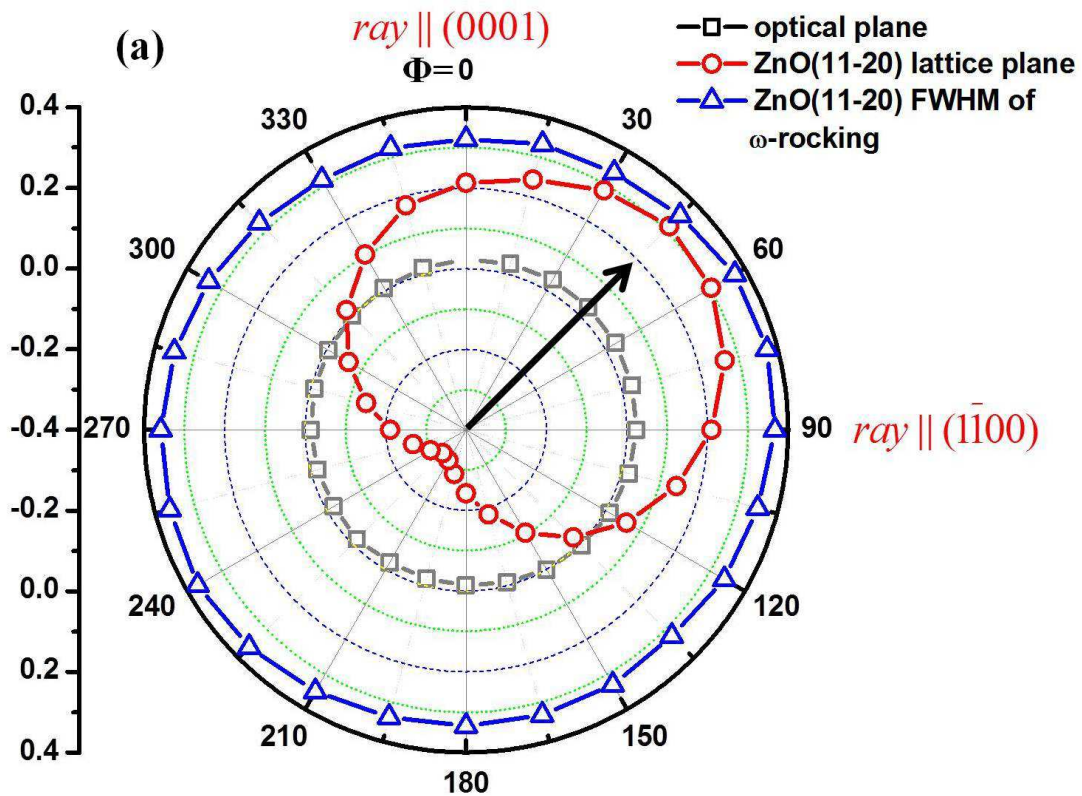 (a)
ray || (0001)
Φ= 0
optical plane
ZnO(11-20) lattice plane
ZnO(11-20) FWHM of
ω-rocking
0.4
0.2
0.0
-0.2
-0.4
-0.2
0.0
0.2
0.4
330
30
300
60
270
90
ray || (11̄00)
240
120
210
150
180